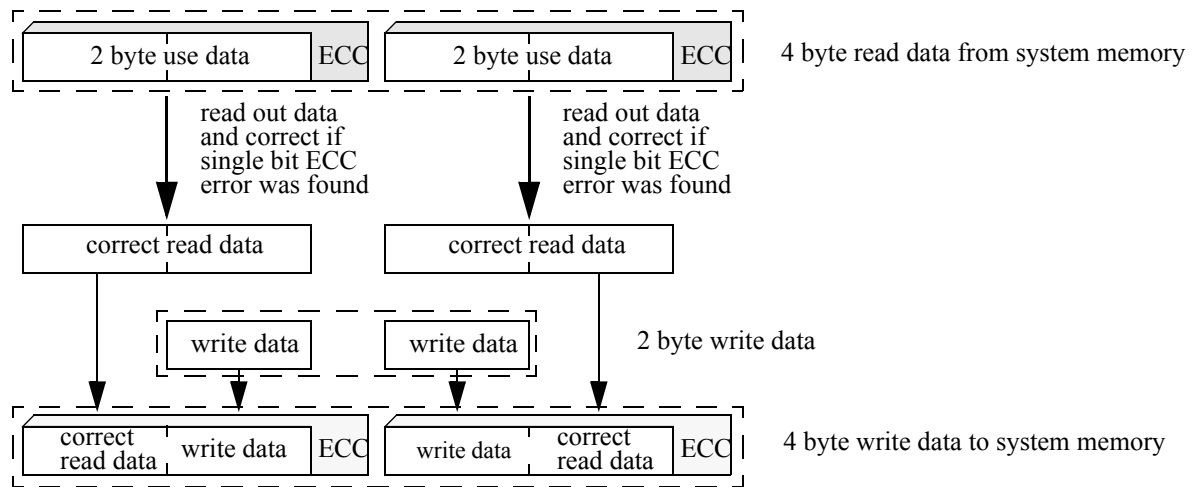 2 byte use data ECC 2 byte use data ECC 4 byte read data from system memory
read out data
and correct if
single bit ECC
error was found
read out data
and correct if
single bit ECC
error was found
correct read data correct read data
write data write data 2 byte write data
correct
read data
write data
ECC
write data
correct
read data
ECC
4 byte write data to system memory